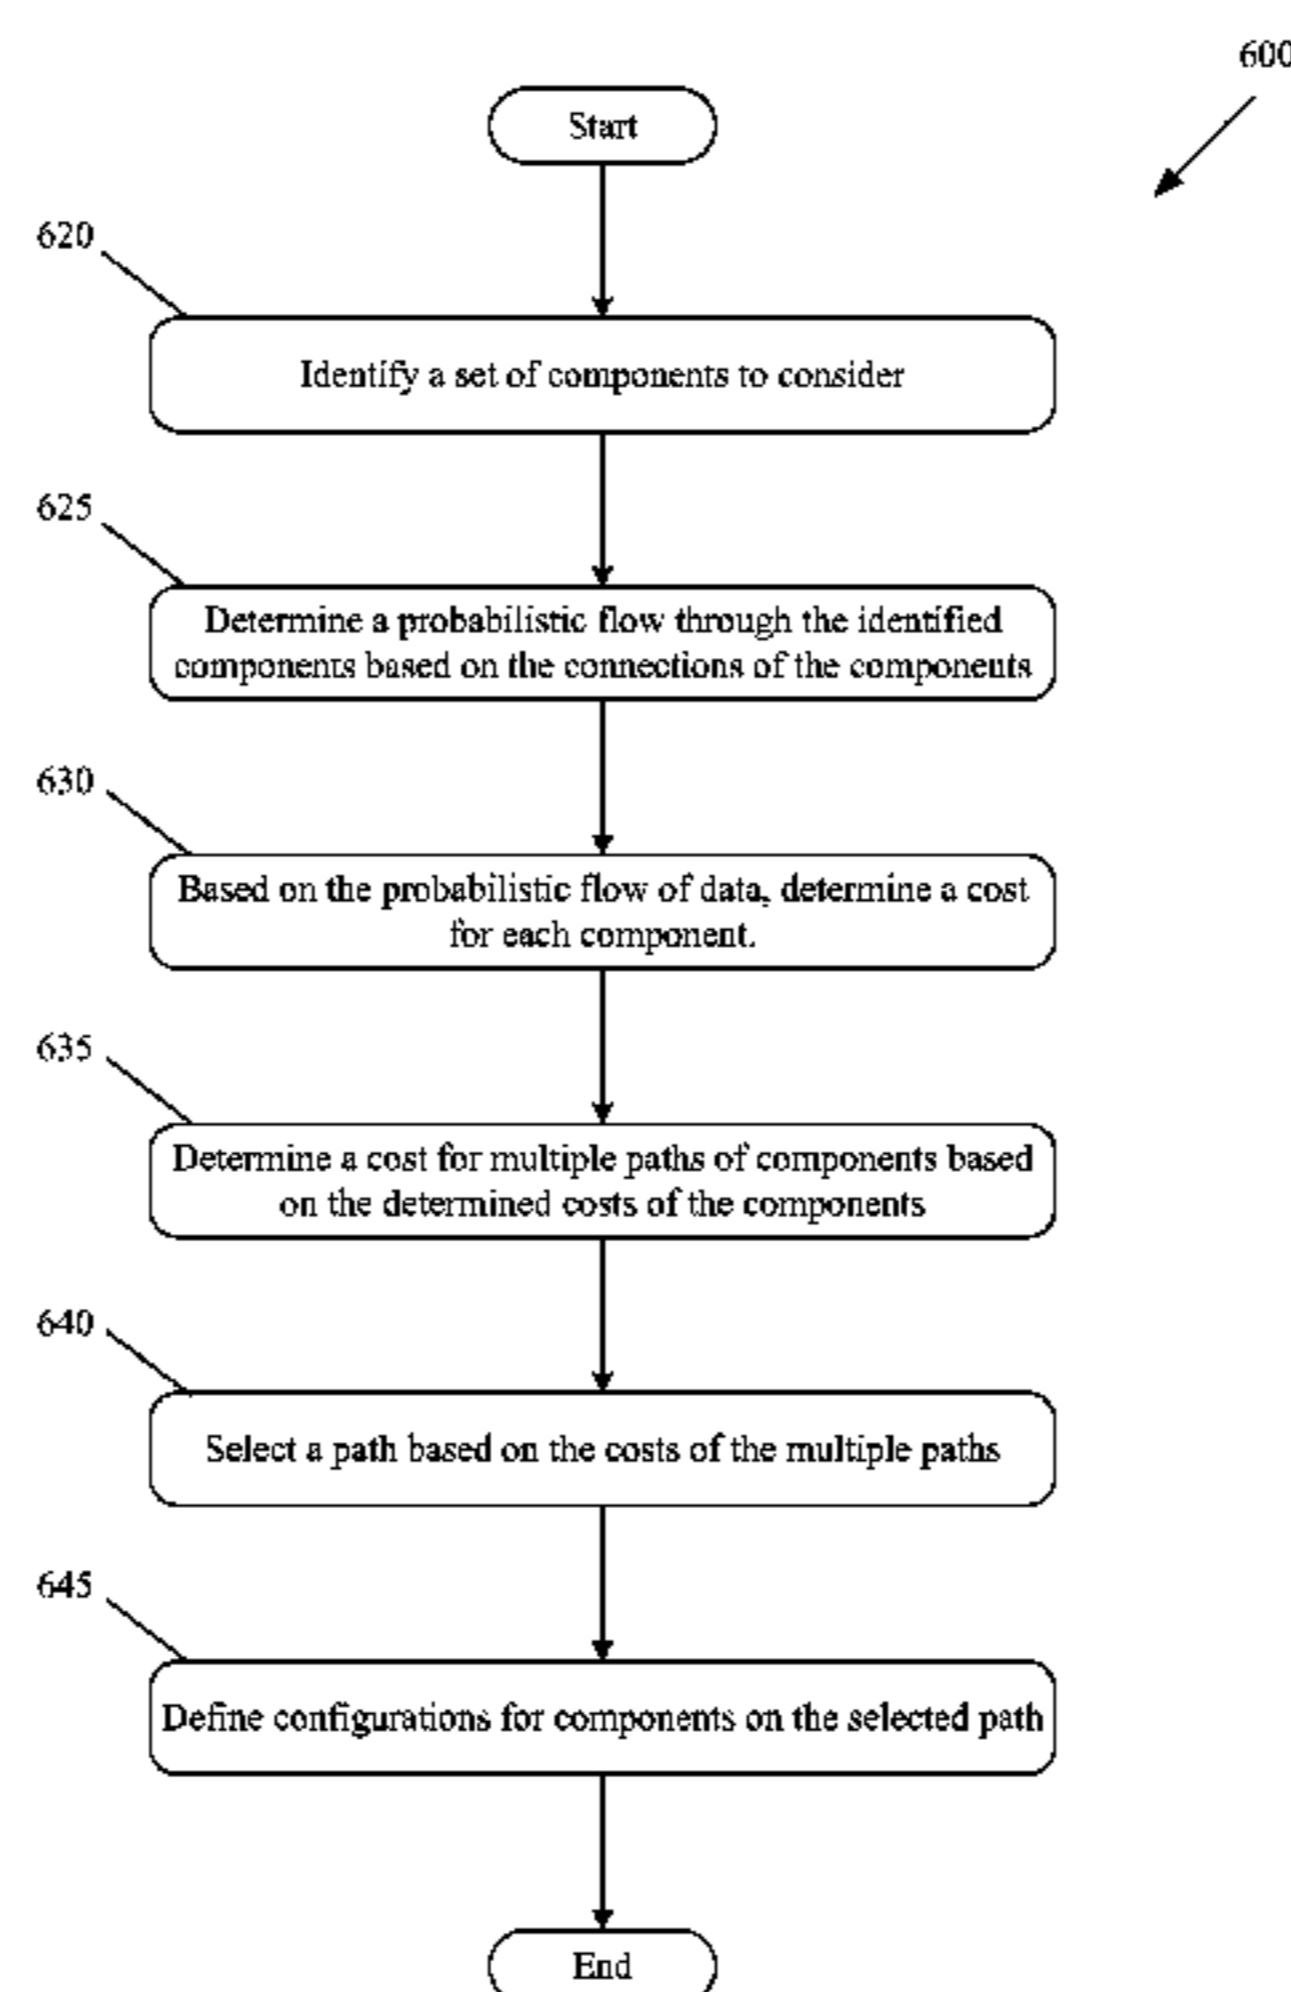 600
Start
620
Identify a set of components to consider
625
Determine a probabilistic flow through the identified
components based on the connections of the components
630
Based on the probabilistic flow of data, determine a cost
for each component.
635
Determine a cost for multiple paths of components based
on the determined costs of the components
640
Select a path based on the costs of the multiple paths
645
Define configurations for components on the selected path
End